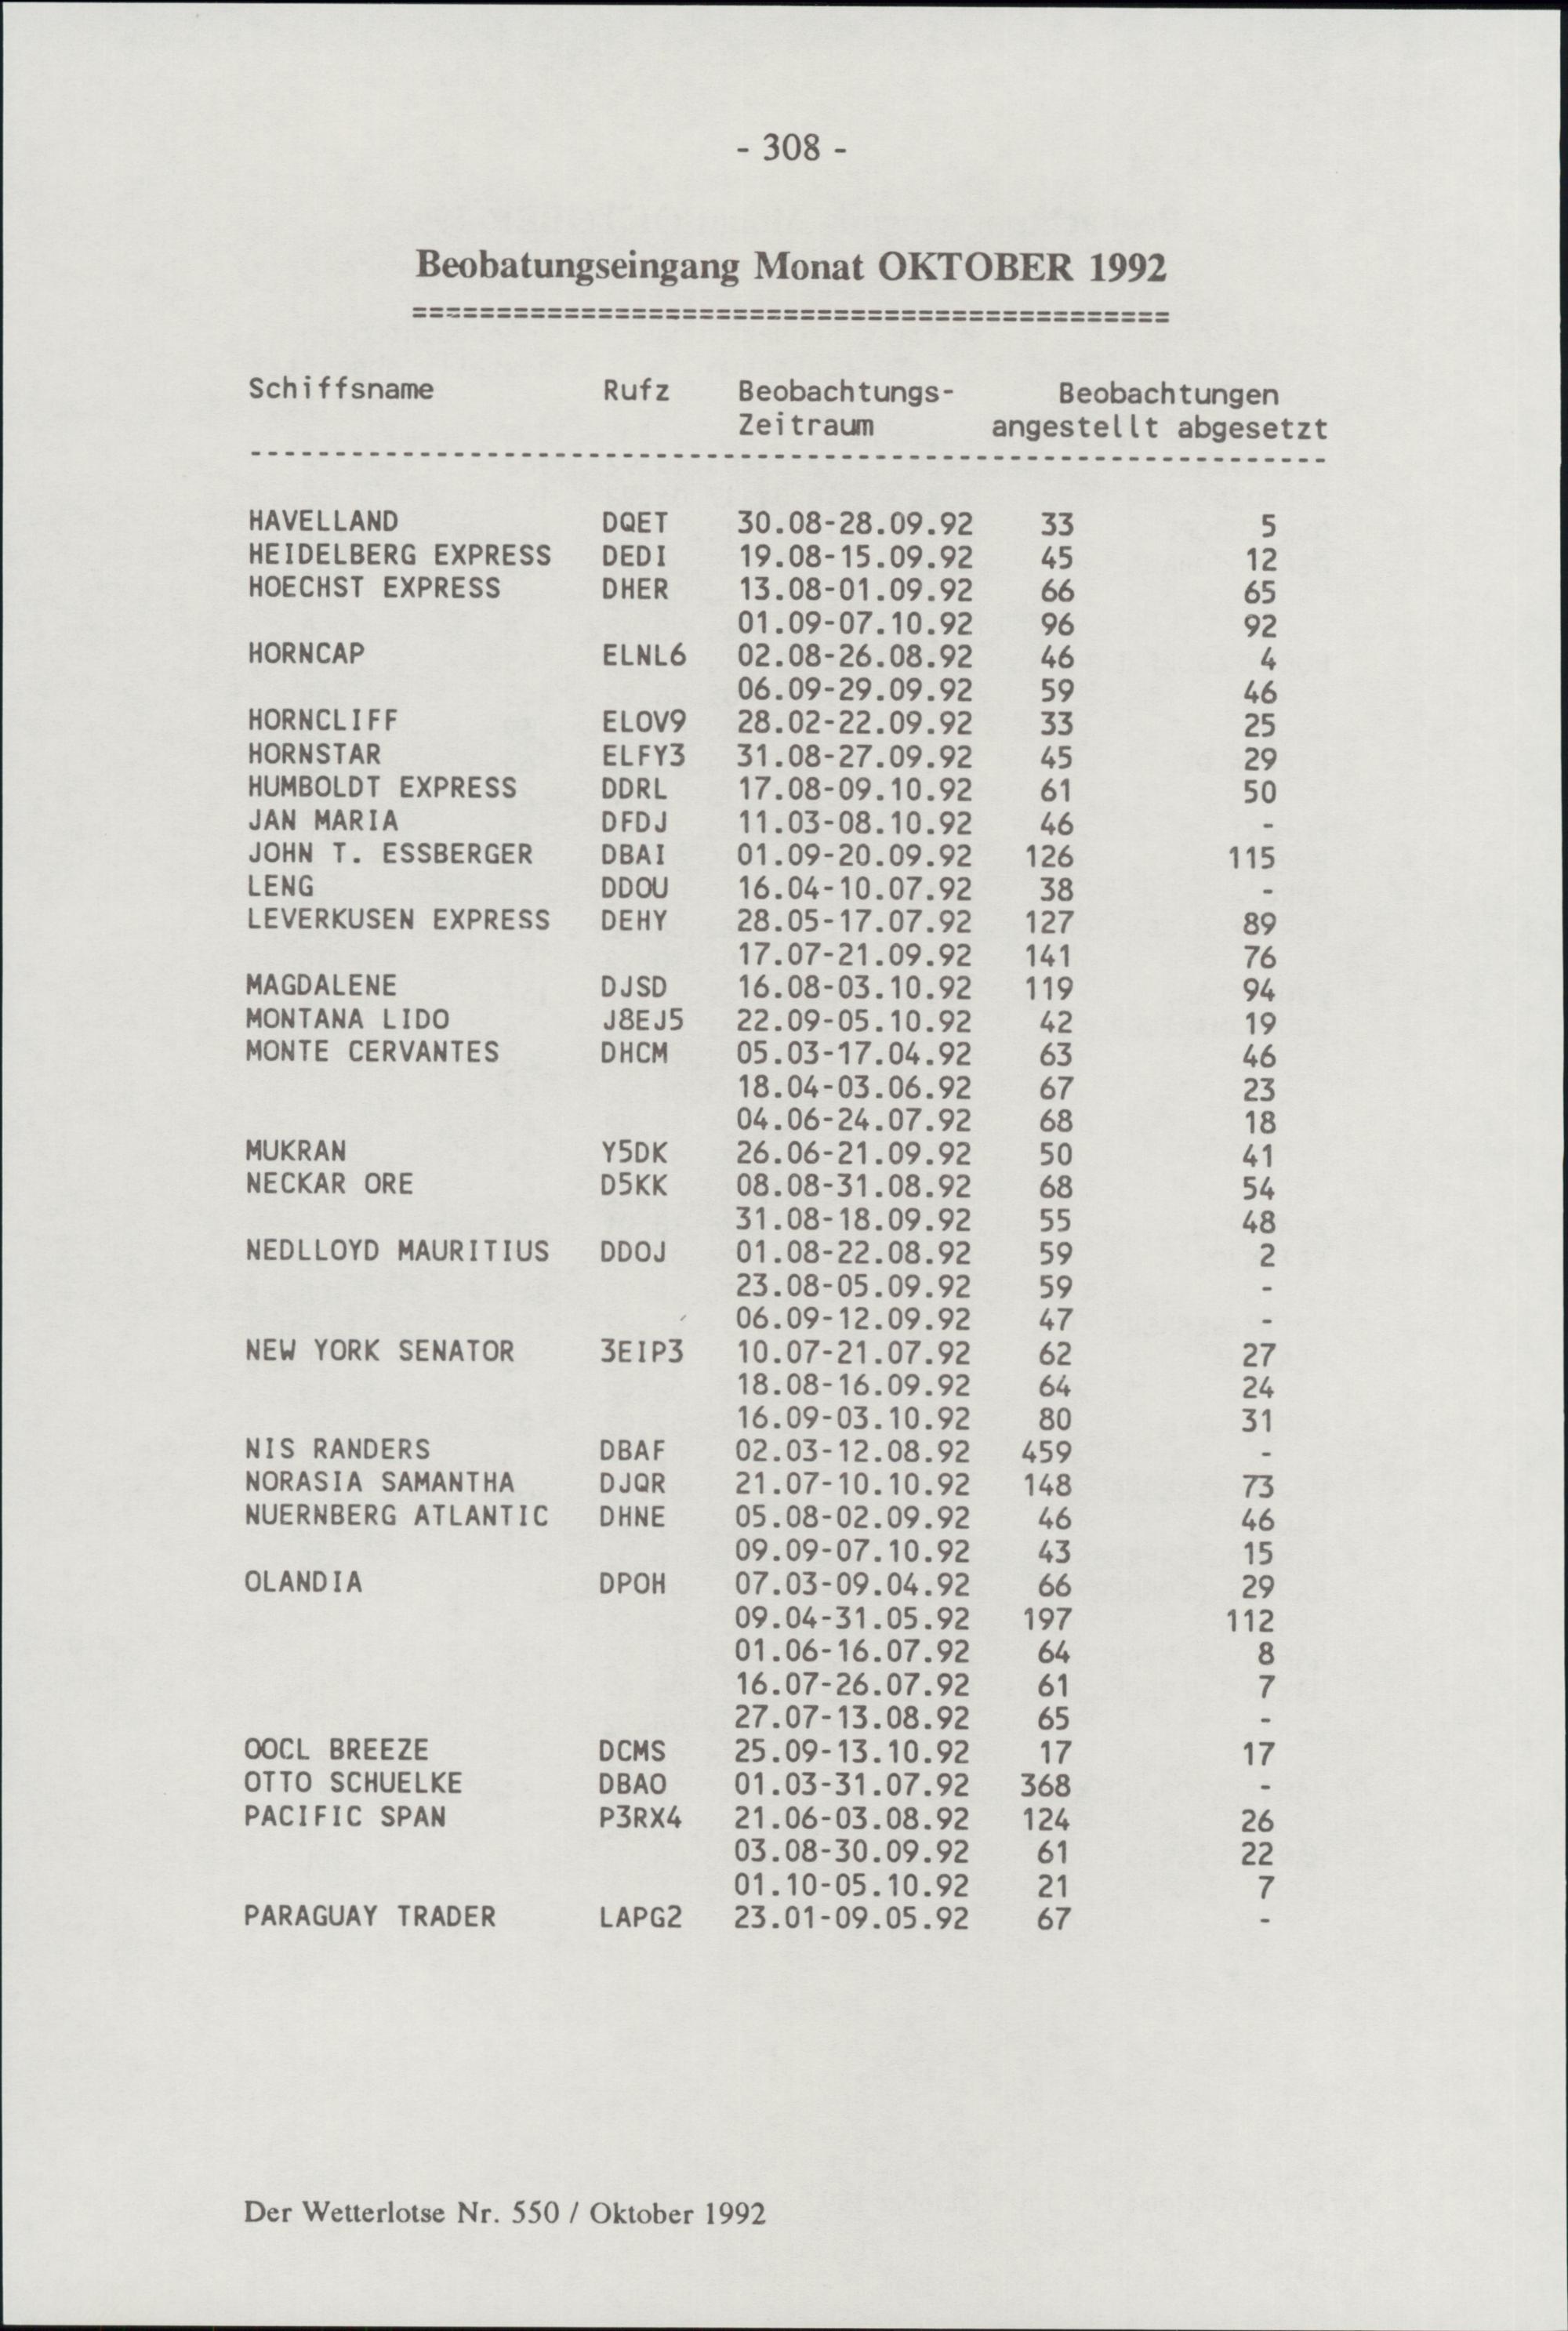 - 308 -
Beobatungseingang Monat OKTOBER 1992
=============================================
Schiffsname Rufz Beobachtungs- Beobachtungen
Zeitraum angestellt abgesetzt
----------------------------------------------------------------
HAVELLAND DQET 30.08-28.09.92 33 5
HEIDELBERG EXPRESS DEDI 19.08-15.09.92 45 12
HOECHST EXPRESS DHER 13.08-01.09.92 66 65
01.09-07.10.92 96 92
HORNCAP ELNL6 02.08-26.08.92 46 4
06.09-29.09.92 59 46
HORNCLIFF ELOV9 28.02-22.09.92 33 25
HORNSTAR ELFY3 31.08-27.09.92 45 29
HUMBOLDT EXPRESS DDRL 17.08-09.10.92 61 50
JAN MARIA DFDJ 11.03-08.10.92 46 -
JOHN T. ESSBERGER DBAI 01.09-20.09.92 126 115
LENG DDOU 16.04-10.07.92 38 -
LEVERKUSEN EXPRESS DEHY 28.05-17.07.92 127 89
17.07-21.09.92 141 76
MAGDALENE DJSD 16.08-03.10.92 119 94
MONTANA LIDO J8EJ5 22.09-05.10.92 42 19
MONTE CERVANTES DHCM 05.03-17.04.92 63 46
18.04-03.06.92 67 23
04.06-24.07.92 68 18
MUKRAN Y5DK 26.06-21.09.92 50 41
NECKAR ORE D5KK 08.08-31.08.92 68 54
31.08-18.09.92 55 48
NEDLLOYD MAURITIUS DDOJ 01.08-22.08.92 59 2
23.08-05.09.92 59 -
06.09-12.09.92 47 -
NEW YORK SENATOR 3EIP3 10.07-21.07.92 62 27
18.08-16.09.92 64 24
16.09-03.10.92 80 31
NIS RANDERS DBAF 02.03-12.08.92 459 -
NORASIA SAMANTHA DJQR 21.07-10.10.92 148 73
NUERNBERG ATLANTIC DHNE 05.08-02.09.92 46 46
09.09-07.10.92 43 15
OLANDIA DPOH 07.03-09.04.92 66 29
09.04-31.05.92 197 112
01.06-16.07.92 64 8
16.07-26.07.92 61 7
27.07-13.08.92 65 -
OOCL BREEZE DCMS 25.09-13.10.92 17 17
OTTO SCHUELKE DBAO 01.03-31.07.92 368 -
PACIFIC SPAN P3RX4 21.06-03.08.92 124 26
03.08-30.09.92 61 22
01.10-05.10.92 21 7
PARAGUAY TRADER LAPG2 23.01-09.05.92 67 -
Der Wetterlotse Nr. 550 / Oktober 1992